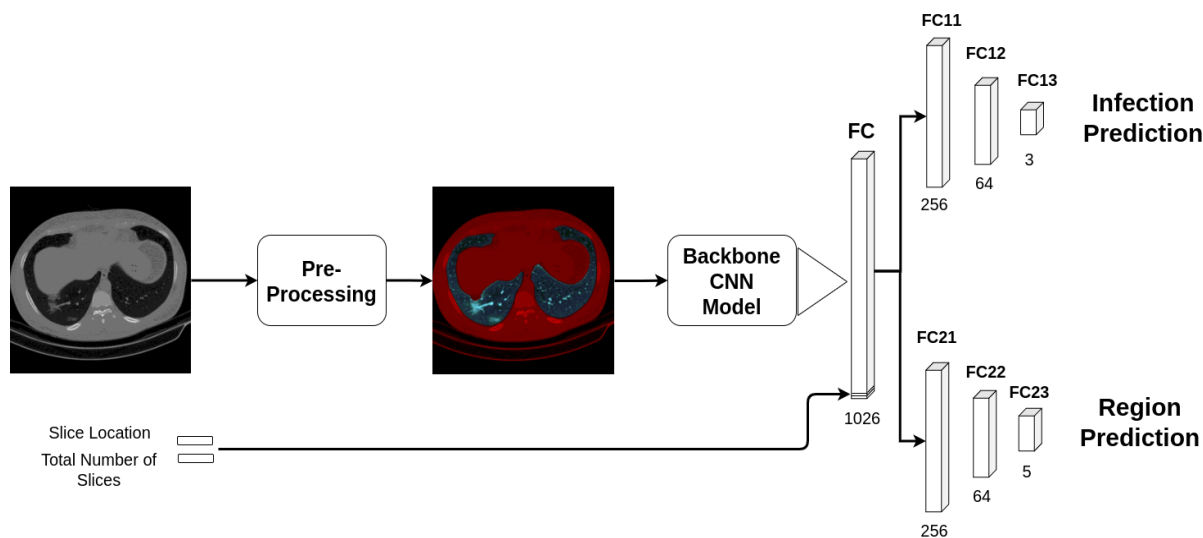 FC11
FC12
FC13
Infection
Prediction
256
64
3
FC
Pre-
Processing
Backbone
CNN
Model
1026
Slice Location
Total Number of
Slices
FC21
FC22
FC23
Region
Prediction
256
64
5